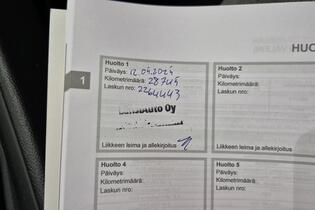 HUO
1
Huolto 1
Päiväys: 12.04.2024
Kilometrimäärä: 28745
Laskun nro: 2264443
Auto Oy
Liikkeen leima ja allekirjoitus
Huolto 2
Päiväys:
Kilometrimäärä:
Laskun nro:
Liikkeen leima ja allekirjoitus
Huolto 4
Päiväys:
Kilometrimäärä:
Laskun nro:
Huolto 5
Päiväys:
Kilometrimäärä:
Laskun nro: